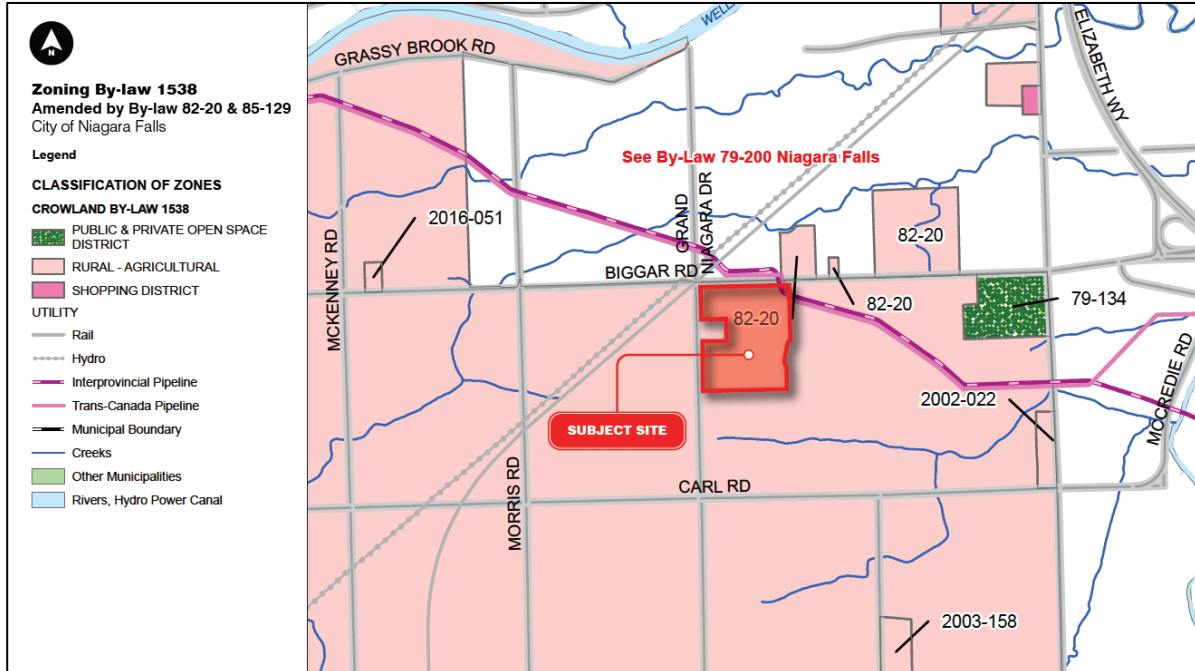 N
Zoning By-law 1538
Amended by By-law 82-20 & 85-129
City of Niagara Falls
Legend
CLASSIFICATION OF ZONES
CROWLAND BY-LAW 1538
PUBLIC & PRIVATE OPEN SPACE
DISTRICT
RURAL - AGRICULTURAL
SHOPPING DISTRICT
UTILITY
Rail
Hydro
Interprovincial Pipeline
Trans-Canada Pipeline
Municipal Boundary
Creeks
Other Municipalities
Rivers, Hydro Power Canal
GRASSY BROOK RD
WELL
ELIZABETH WY
See By-Law 79-200 Niagara Falls
2016-051
GRAND
NIAGARA DR
82-20
MCKENNEY RD
BIGGAR RD
82-20
79-134
82-20
MCCREDIE RD
2002-022
SUBJECT SITE
MORRIS RD
CARL RD
2003-158